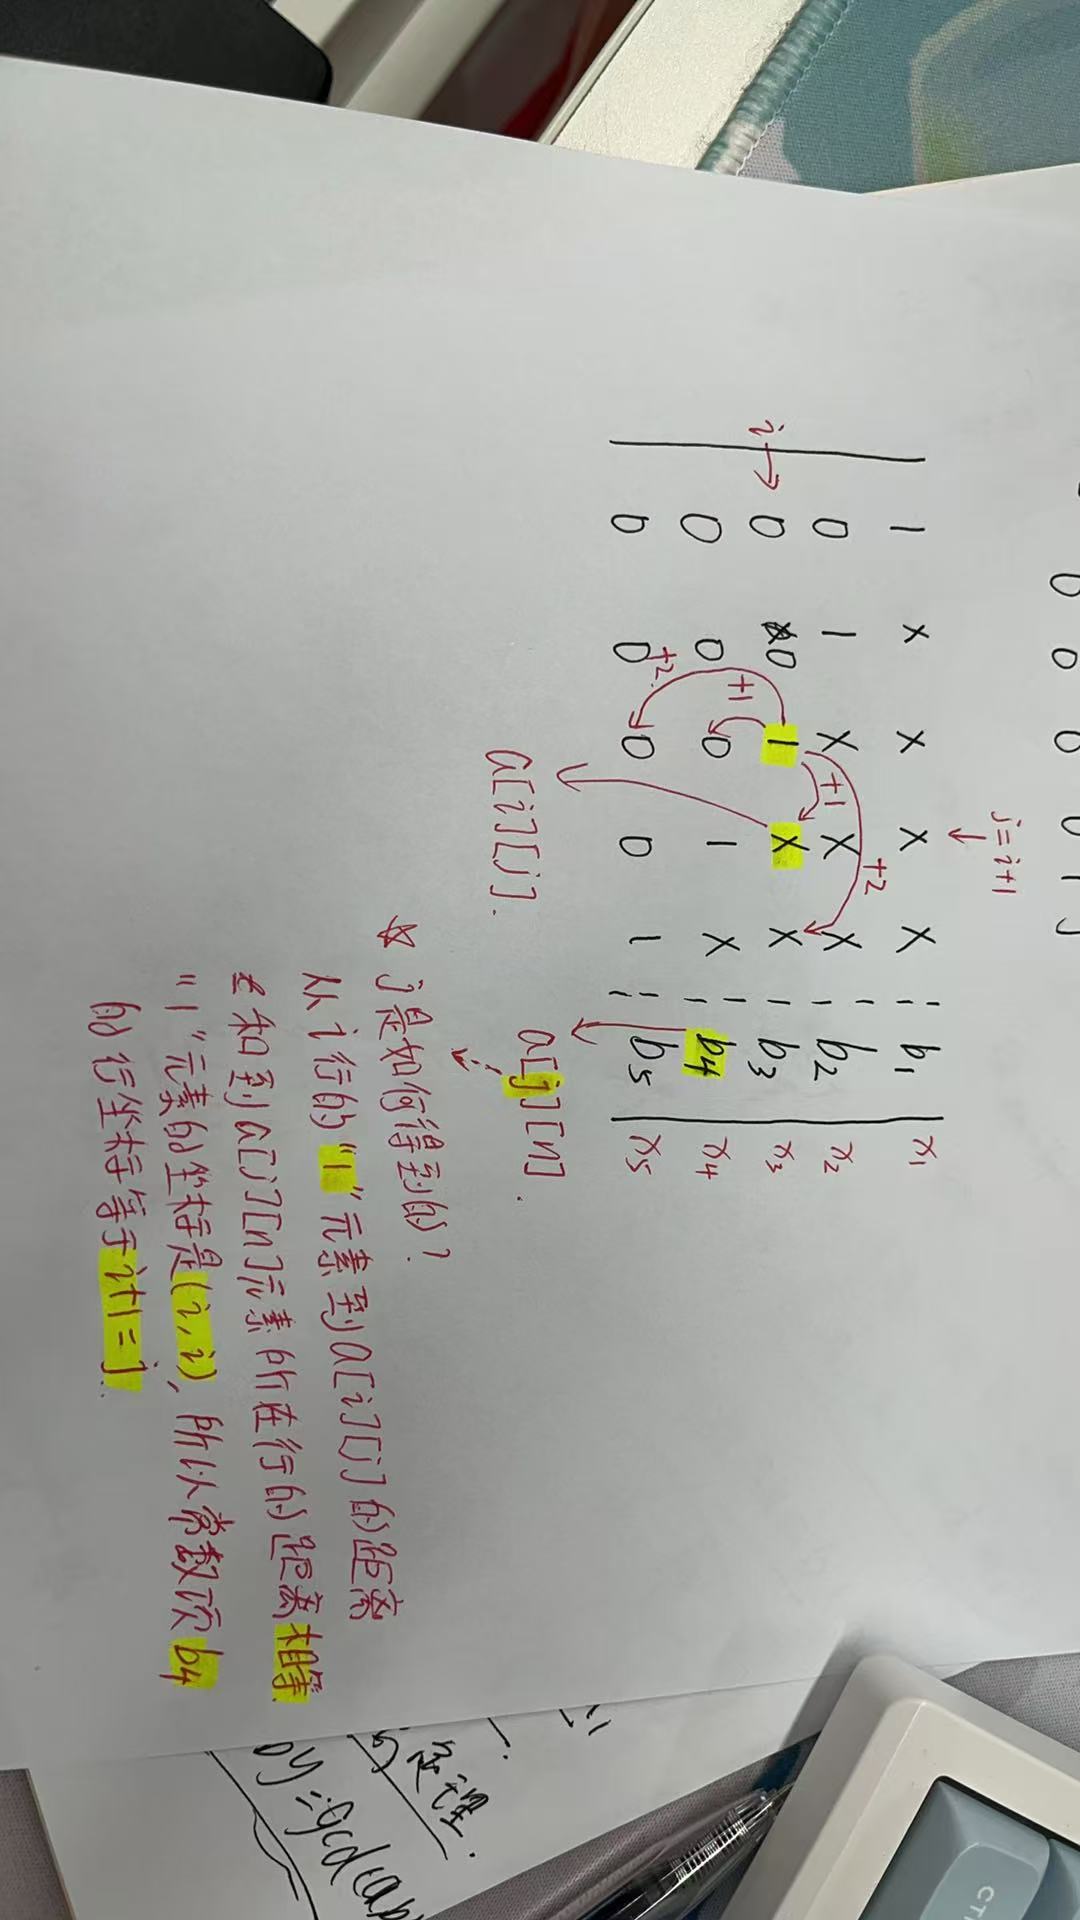 0 0 0 0 1
j=i+1
1 x x x x b1 x1
+2
0 1 x +1 x x b2 x2
i→ 0 0 1 x x b3 x3
+1
0 0 0 1 x b4 x4
+2
0 0 0 0 1 b5 x5
a[i][j].
a[j][n].
☆ j是如何得到的?
从i行的"1"元素到a[i][j]的距离
和到a[j][n]元素所在行的距离相等.
"1"元素的坐标是(i,i),所以常数项b4
的行坐标等于i+1=j.
CT
定理.
by=gcd(a,b